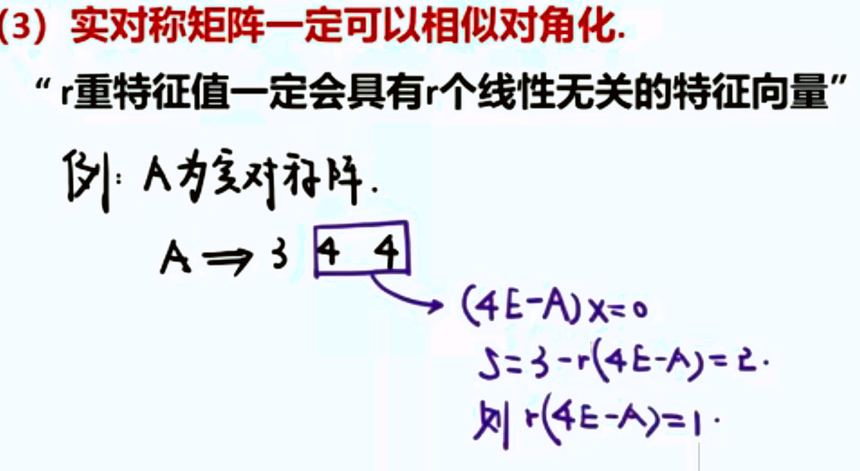 (3) 实对称矩阵一定可以相似对角化.
“r重特征值一定会具有r个线性无关的特征向量”
例: A为实对称阵.
A⇒3 4 4
(4E-A)x=0
S=3-r(4E-A)=2.
则 r(4E-A)=1.